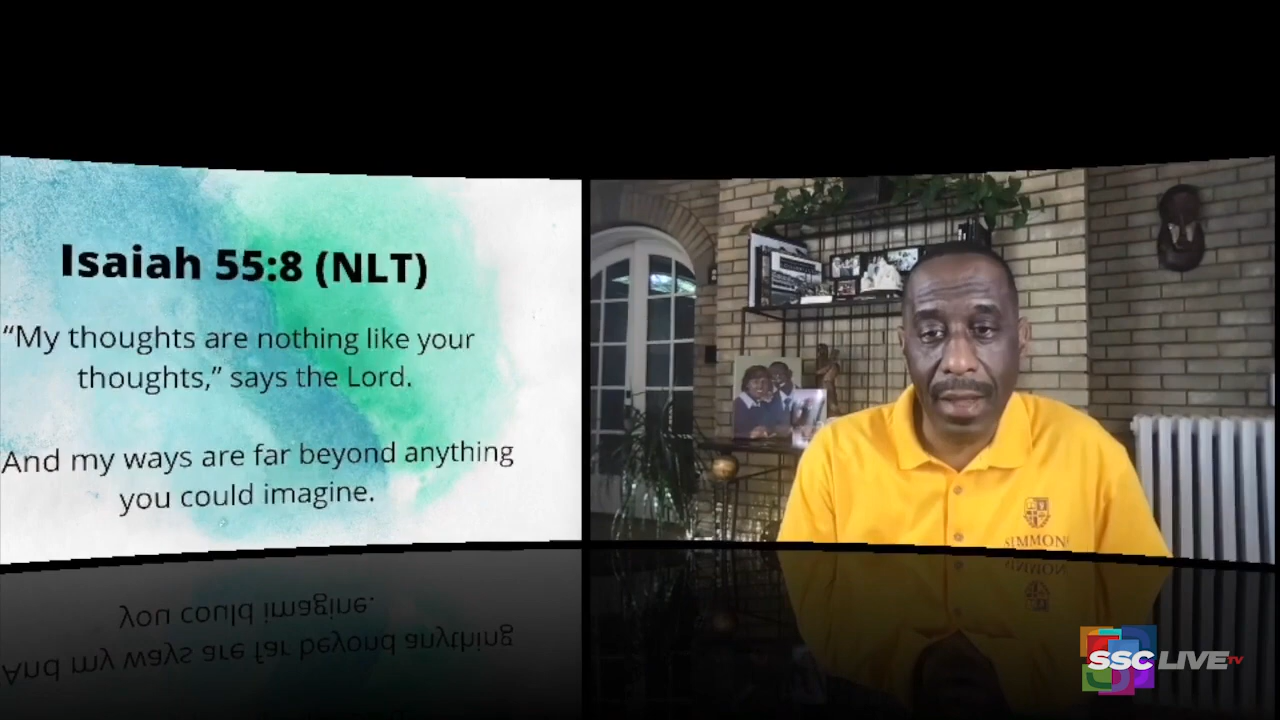 Isaiah 55:8 (NLT)
“My thoughts are nothing like your
thoughts,” says the Lord.
And my ways are far beyond anything
you could imagine.
SIMMONS
SSC LIVE TV